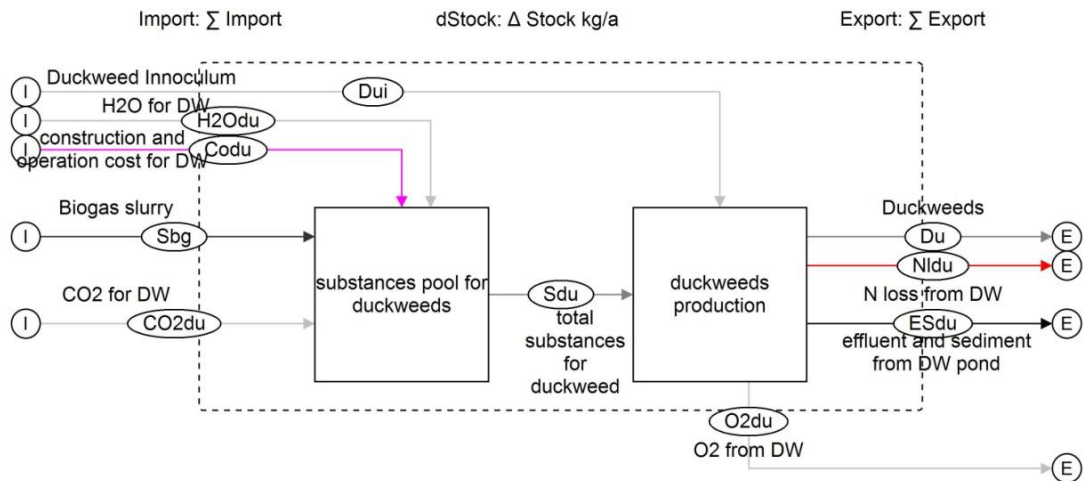 Import: ∑ Import
dStock: Δ Stock kg/a
Export: ∑ Export
I
Duckweed Innoculum
Dui
I
H2O for DW
H2Odu
I
construction and
operation cost for DW
Codu
I
Biogas slurry
Sbg
I
CO2 for DW
CO2du
substances pool for
duckweeds
Sdu
total
substances
for
duckweed
duckweeds
production
Duckweeds
Du
E
Nldu
E
N loss from DW
ESdu
E
effluent and sediment
from DW pond
O2du
O2 from DW
E